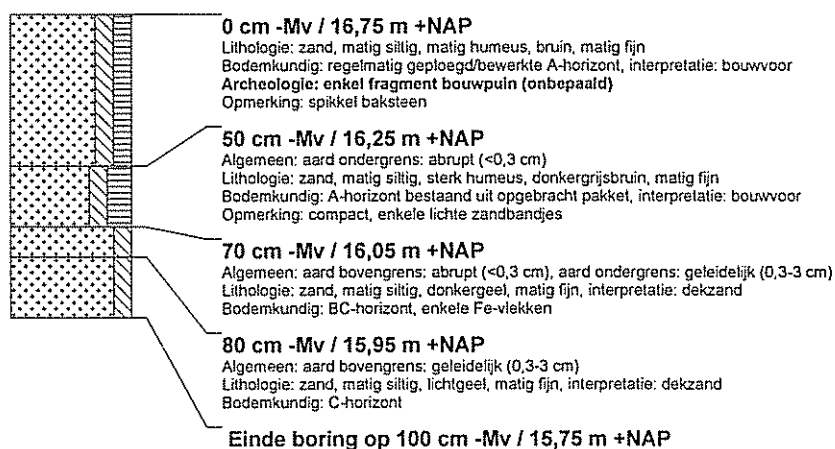 0 cm -Mv / 16,75 m +NAP
Lithologie: zand, matig siltig, matig humeus, bruin, matig fijn
Bodemkundig: regelmatig geploegd/bewerkte A-horizont, interpretatie: bouwvoor
Archeologie: enkel fragment bouwpuin (onbepaald)
Opmerking: spikkel baksteen
50 cm -Mv / 16,25 m +NAP
Algemeen: aard ondergrens: abrupt (<0,3 cm)
Lithologie: zand, matig siltig, sterk humeus, donkergrijsbruin, matig fijn
Bodemkundig: A-horizont bestaand uit opgebracht pakket, interpretatie: bouwvoor
Opmerking: compact, enkele lichte zandbandjes
70 cm -Mv / 16,05 m +NAP
Algemeen: aard bovengrens: abrupt (<0,3 cm), aard ondergrens: geleidelijk (0,3-3 cm)
Lithologie: zand, matig siltig, donkergeel, matig fijn, interpretatie: dekzand
Bodemkundig: BC-horizont, enkele Fe-vlekken
80 cm -Mv / 15,95 m +NAP
Algemeen: aard bovengrens: geleidelijk (0,3-3 cm)
Lithologie: zand, matig siltig, lichtgeel, matig fijn, interpretatie: dekzand
Bodemkundig: C-horizont
Einde boring op 100 cm -Mv / 15,75 m +NAP